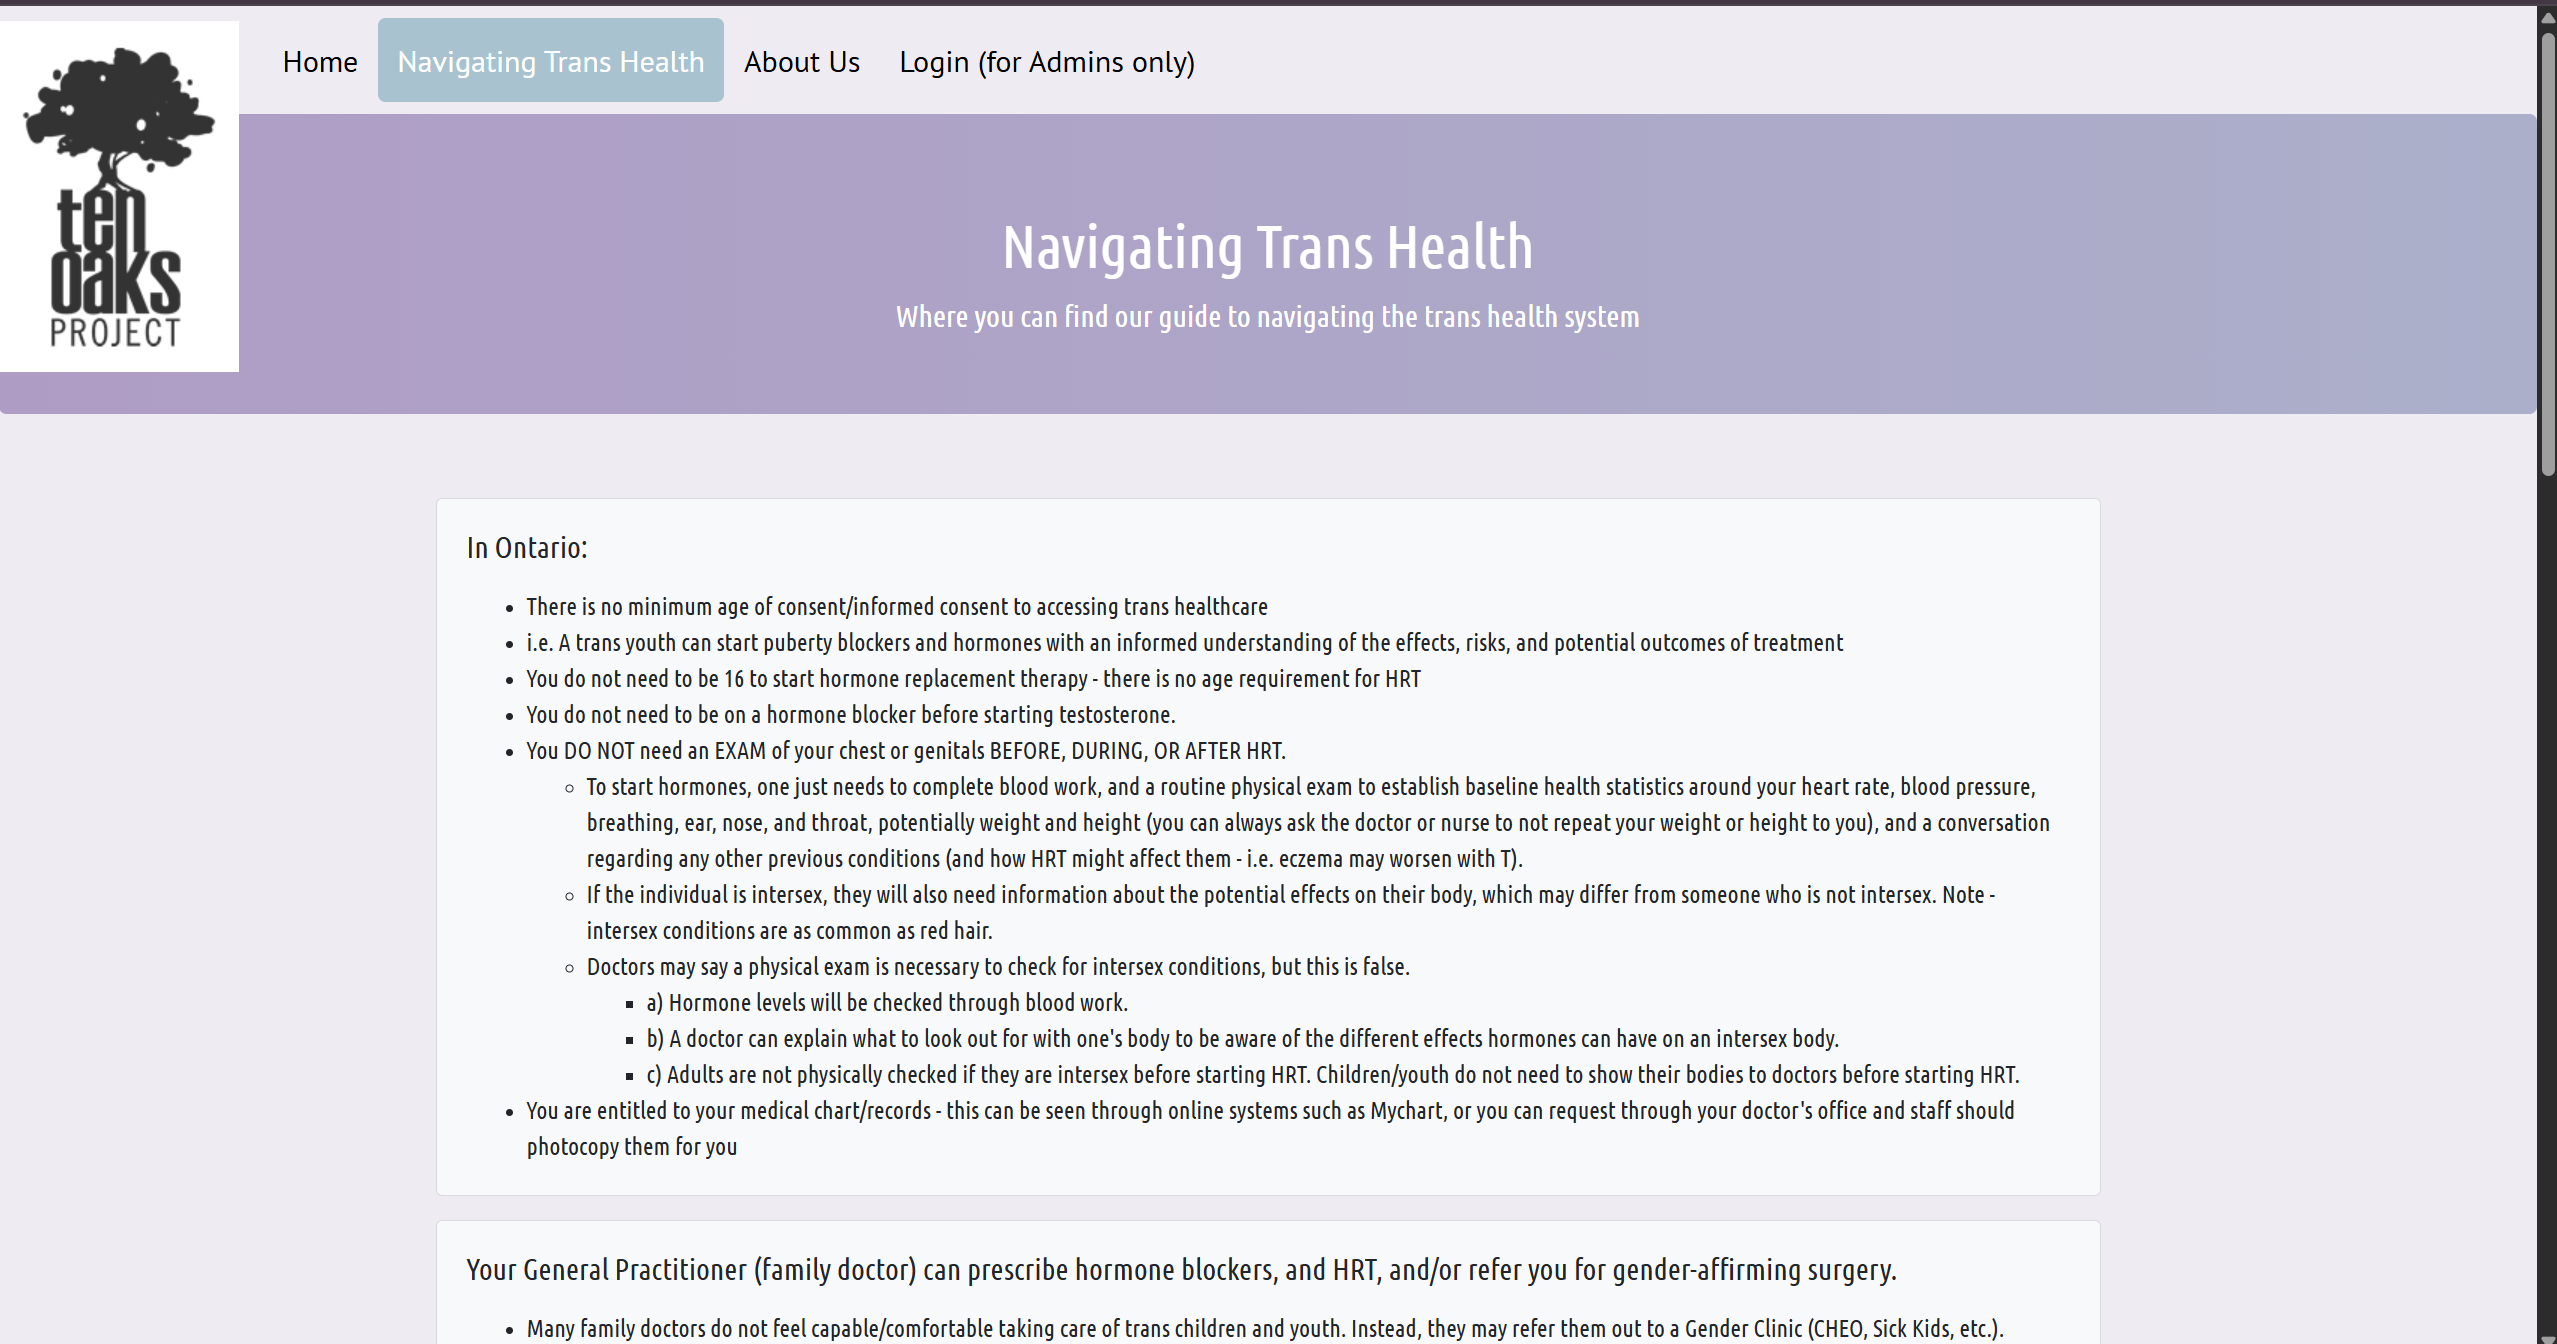 Home Navigating Trans Health About Us Login (for Admins only)
ten
oaks
PROJECT
Navigating Trans Health
Where you can find our guide to navigating the trans health system
In Ontario:
• There is no minimum age of consent/informed consent to accessing trans healthcare
• i.e. A trans youth can start puberty blockers and hormones with an informed understanding of the effects, risks, and potential outcomes of treatment
• You do not need to be 16 to start hormone replacement therapy - there is no age requirement for HRT
• You do not need to be on a hormone blocker before starting testosterone.
• You DO NOT need an EXAM of your chest or genitals BEFORE, DURING, OR AFTER HRT.
◦ To start hormones, one just needs to complete blood work, and a routine physical exam to establish baseline health statistics around your heart rate, blood pressure,
breathing, ear, nose, and throat, potentially weight and height (you can always ask the doctor or nurse to not repeat your weight or height to you), and a conversation
regarding any other previous conditions (and how HRT might affect them - i.e. eczema may worsen with T).
◦ If the individual is intersex, they will also need information about the potential effects on their body, which may differ from someone who is not intersex. Note -
intersex conditions are as common as red hair.
◦ Doctors may say a physical exam is necessary to check for intersex conditions, but this is false.
▪ a) Hormone levels will be checked through blood work.
▪ b) A doctor can explain what to look out for with one's body to be aware of the different effects hormones can have on an intersex body.
▪ c) Adults are not physically checked if they are intersex before starting HRT. Children/youth do not need to show their bodies to doctors before starting HRT.
• You are entitled to your medical chart/records - this can be seen through online systems such as Mychart, or you can request through your doctor's office and staff should
photocopy them for you
Your General Practitioner (family doctor) can prescribe hormone blockers, and HRT, and/or refer you for gender-affirming surgery.
• Many family doctors do not feel capable/comfortable taking care of trans children and youth. Instead, they may refer them out to a Gender Clinic (CHEO, Sick Kids, etc.).